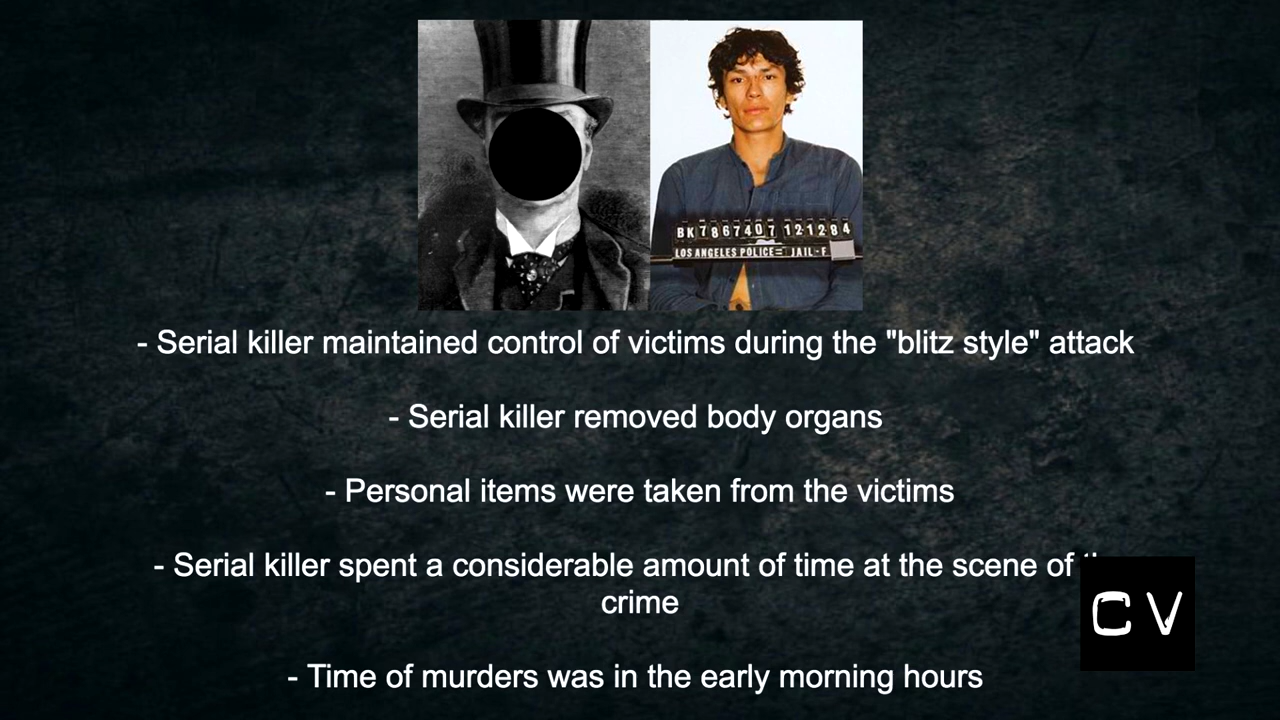 BK7867407 121284
LOS ANGELES POLICE= JAIL-F
- Serial killer maintained control of victims during the "blitz style" attack
- Serial killer removed body organs
- Personal items were taken from the victims
- Serial killer spent a considerable amount of time at the scene of
crime
CV
- Time of murders was in the early morning hours